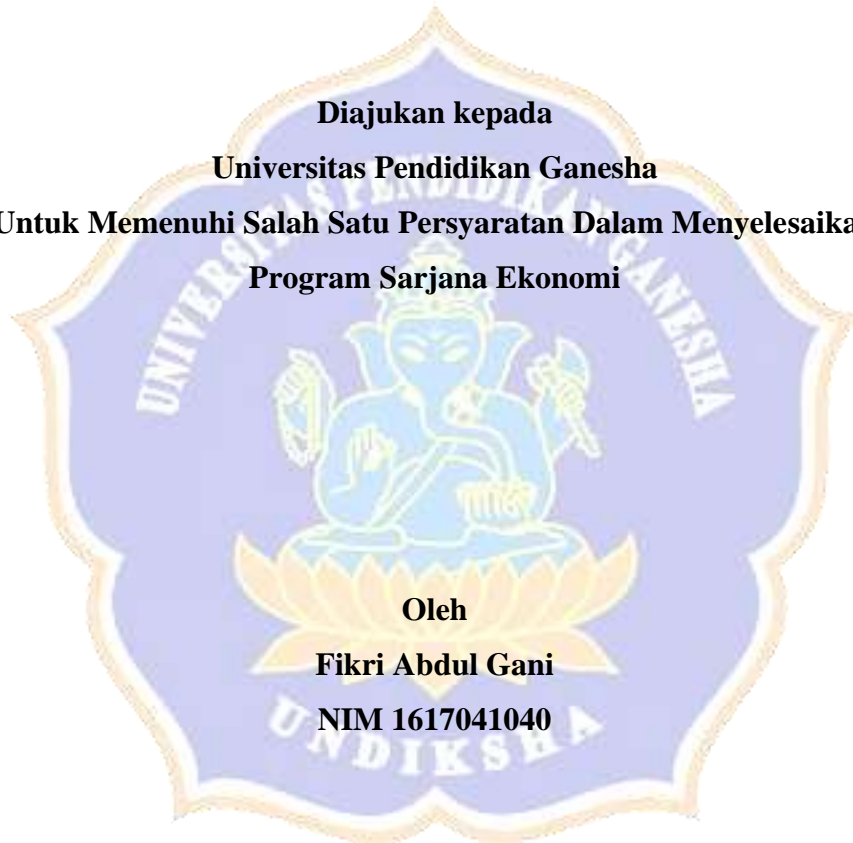 Diajukan kepada
Universitas Pendidikan Ganesha
Untuk Memenuhi Salah Satu Persyaratan Dalam Menyelesaika
Program Sarjana Ekonomi
UNIVERSITAS PENDIDIKAN GANESHA
Oleh
Fikri Abdul Gani
NIM 1617041040
UNDIKSHA